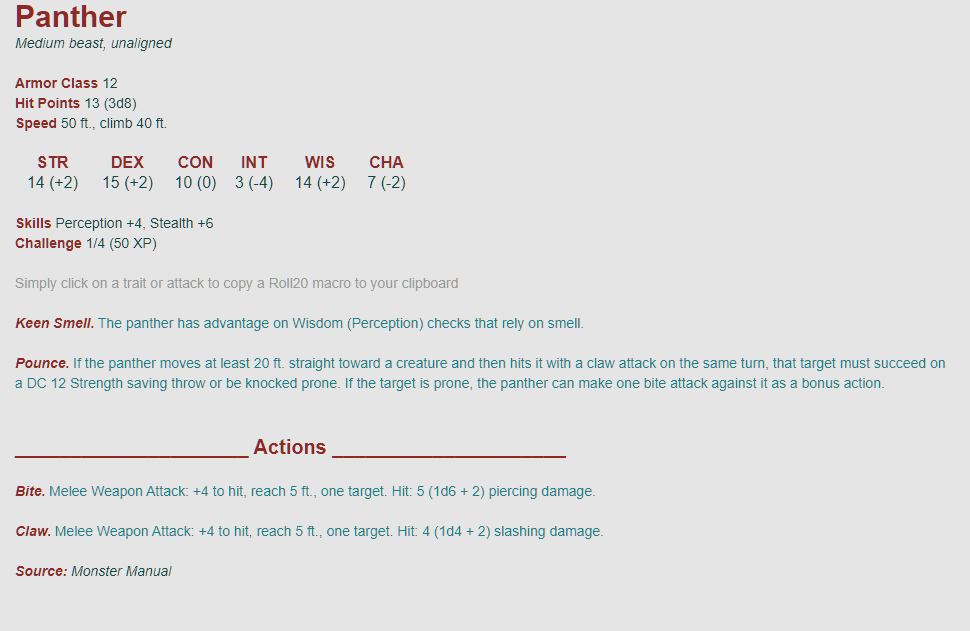 Panther
Medium beast, unaligned
Armor Class 12
Hit Points 13 (3d8)
Speed 50 ft., climb 40 ft.
STR DEX CON INT WIS CHA
14 (+2) 15 (+2) 10 (0) 3 (-4) 14 (+2) 7 (-2)
Skills Perception +4, Stealth +6
Challenge 1/4 (50 XP)
Simply click on a trait or attack to copy a Roll20 macro to your clipboard
Keen Smell. The panther has advantage on Wisdom (Perception) checks that rely on smell.
Pounce. If the panther moves at least 20 ft. straight toward a creature and then hits it with a claw attack on the same turn, that target must succeed on
a DC 12 Strength saving throw or be knocked prone. If the target is prone, the panther can make one bite attack against it as a bonus action.
_____________________ Actions _____________________
Bite. Melee Weapon Attack: +4 to hit, reach 5 ft., one target. Hit: 5 (1d6 + 2) piercing damage.
Claw. Melee Weapon Attack: +4 to hit, reach 5 ft., one target. Hit: 4 (1d4 + 2) slashing damage.
Source: Monster Manual